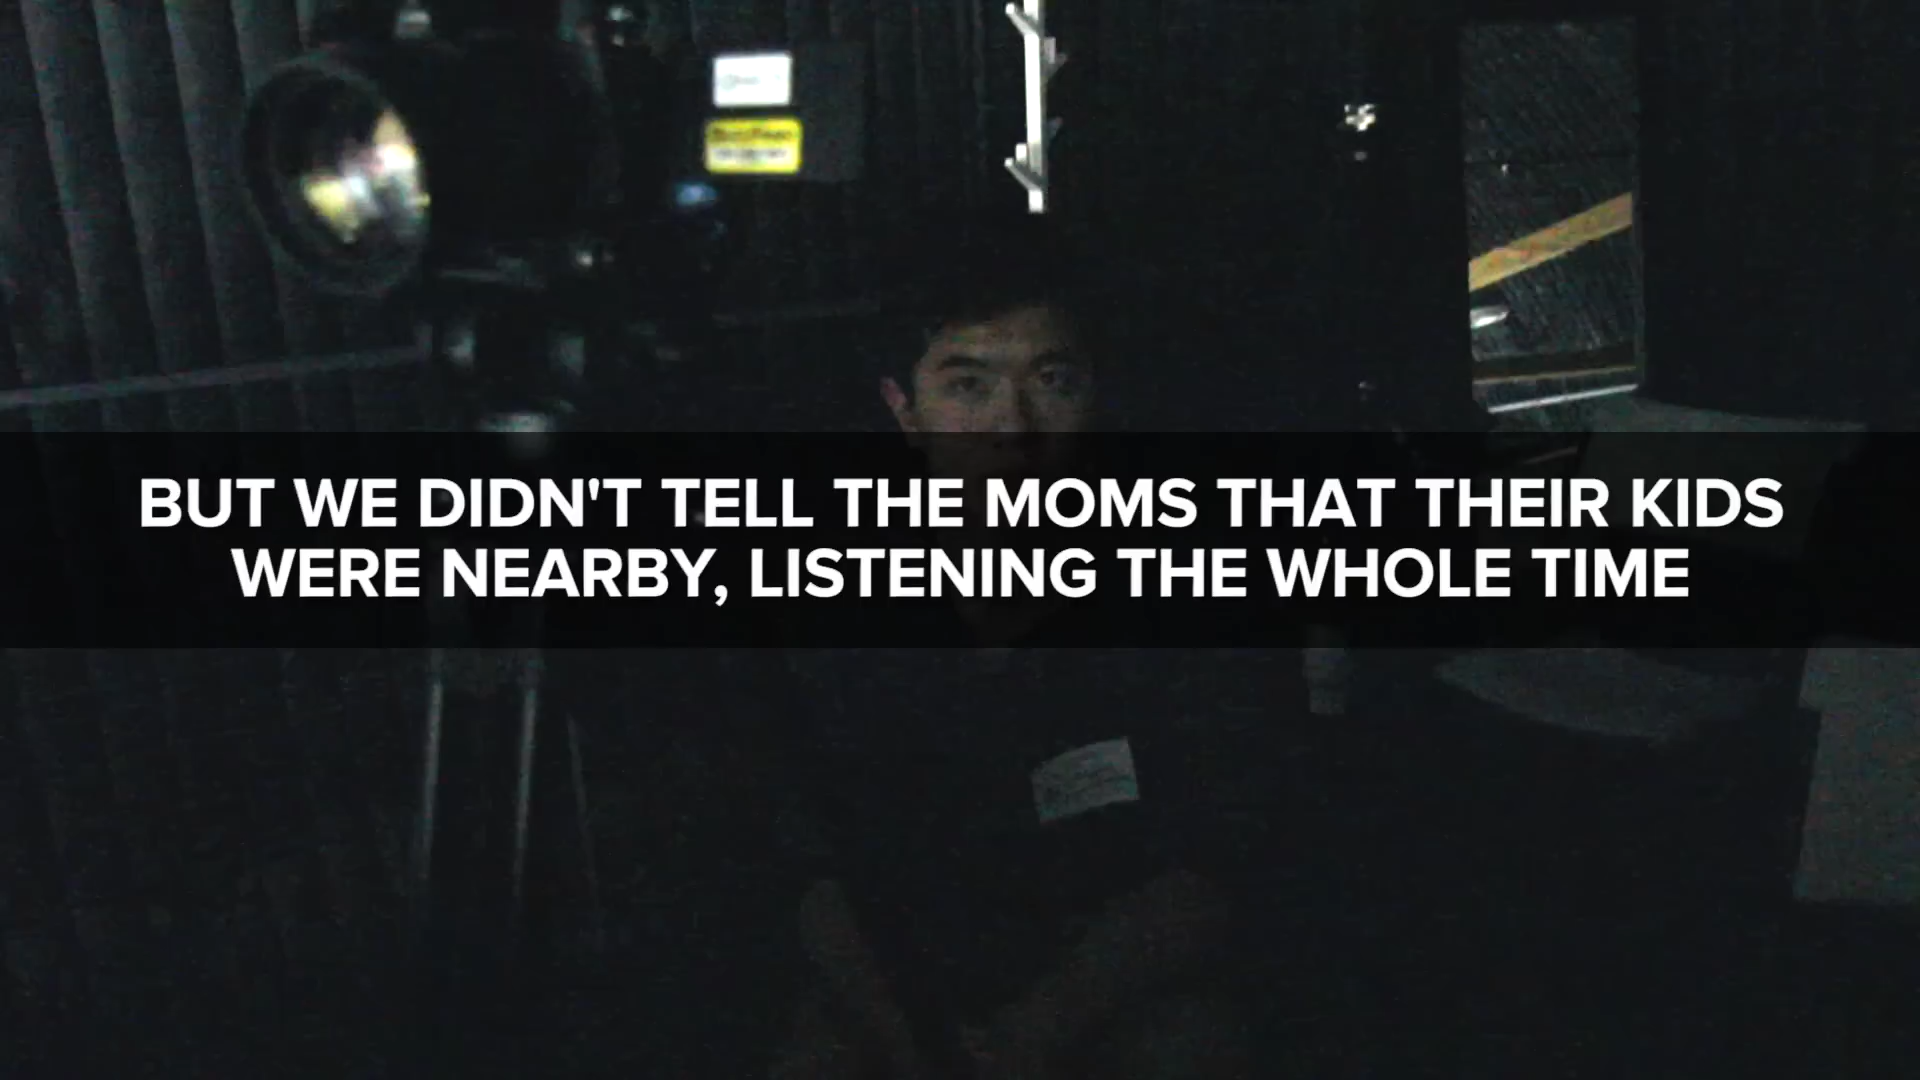 BUT WE DIDN'T TELL THE MOMS THAT THEIR KIDS
WERE NEARBY, LISTENING THE WHOLE TIME